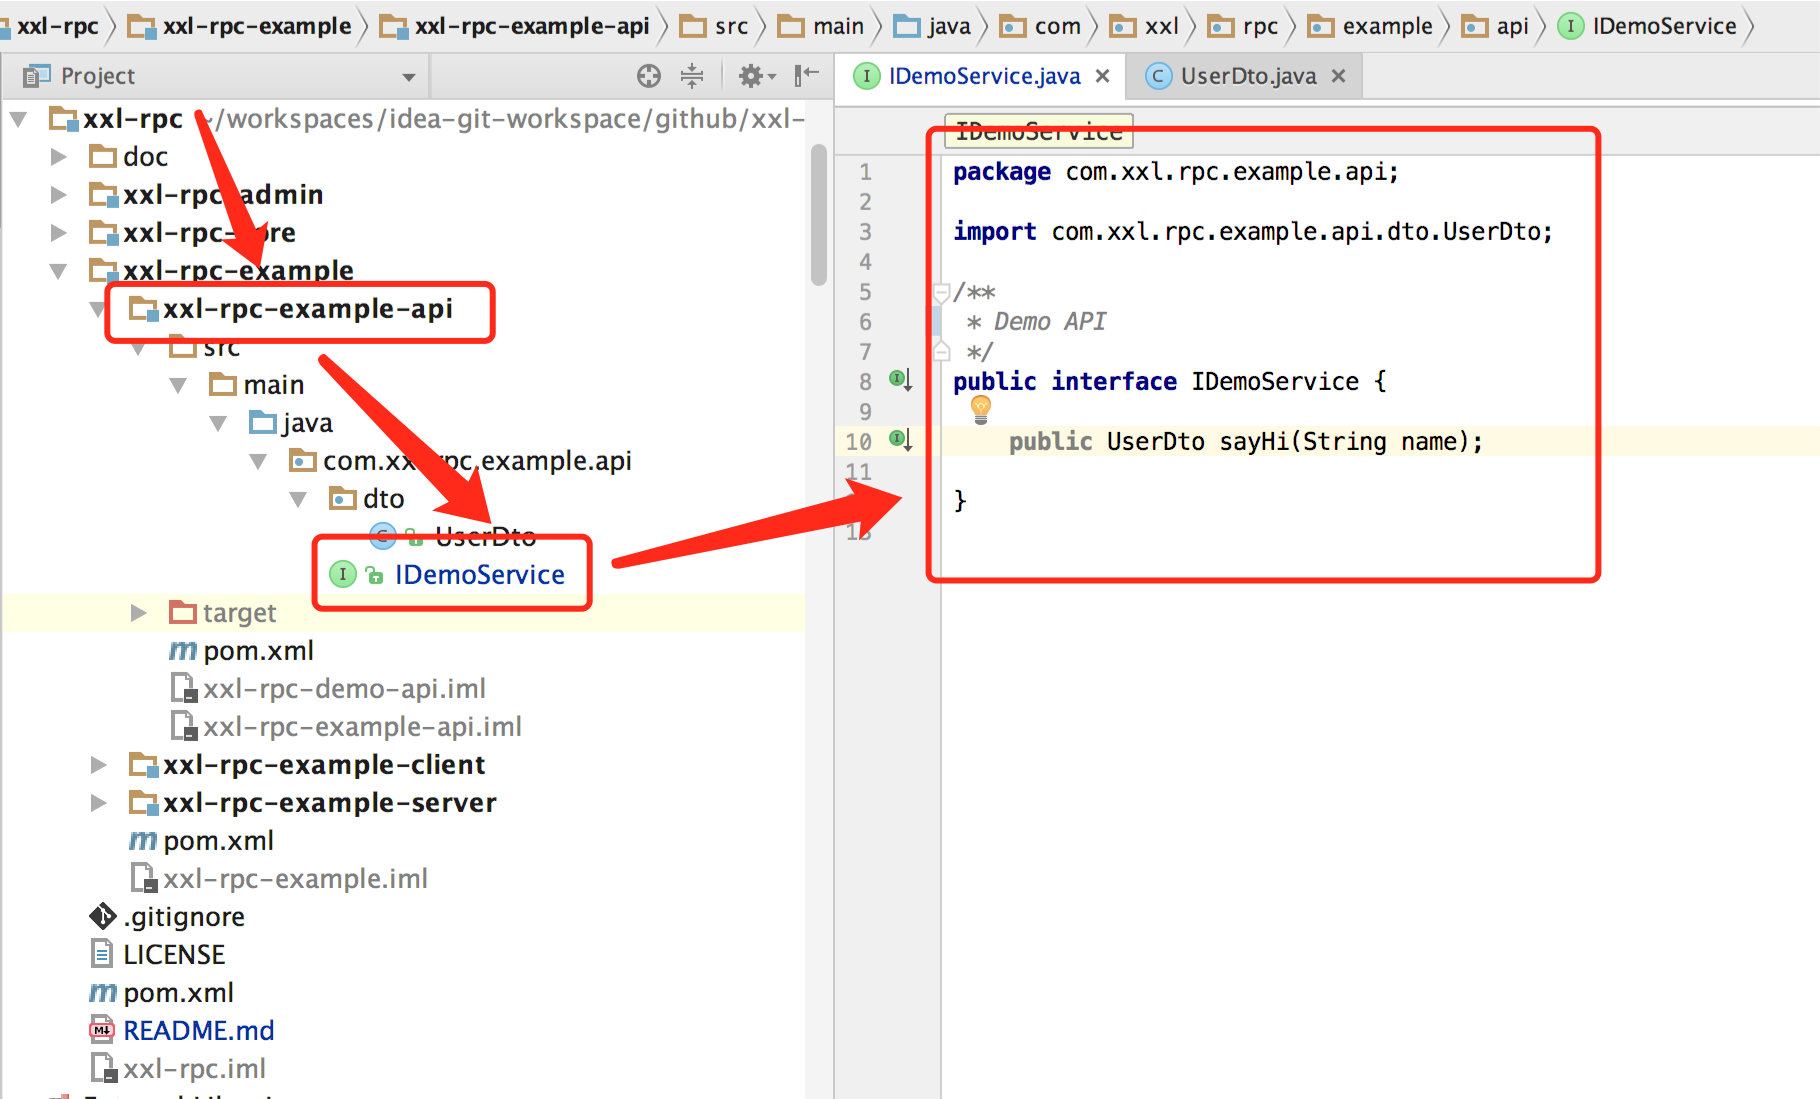 xxl-rpc xxl-rpc-example xxl-rpc-example-api src main java com xxl rpc example api I IDemoService
Project
I IDemoService.java × C UserDto.java ×
xxl-rpc ~/workspaces/idea-git-workspace/github/xxl-
doc
xxl-rpc-admin
xxl-rpc-core
xxl-rpc-example
xxl-rpc-example-api
src
main
java
com.xxl.rpc.example.api
dto
C UserDto
I IDemoService
target
m pom.xml
xxl-rpc-demo-api.iml
xxl-rpc-example-api.iml
xxl-rpc-example-client
xxl-rpc-example-server
m pom.xml
xxl-rpc-example.iml
.gitignore
LICENSE
m pom.xml
README.md
xxl-rpc.iml
IDemoService
1 package com.xxl.rpc.example.api;
2
3 import com.xxl.rpc.example.api.dto.UserDto;
4
5 /**
6 * Demo API
7 */
8 public interface IDemoService {
9
10 public UserDto sayHi(String name);
11
}
13